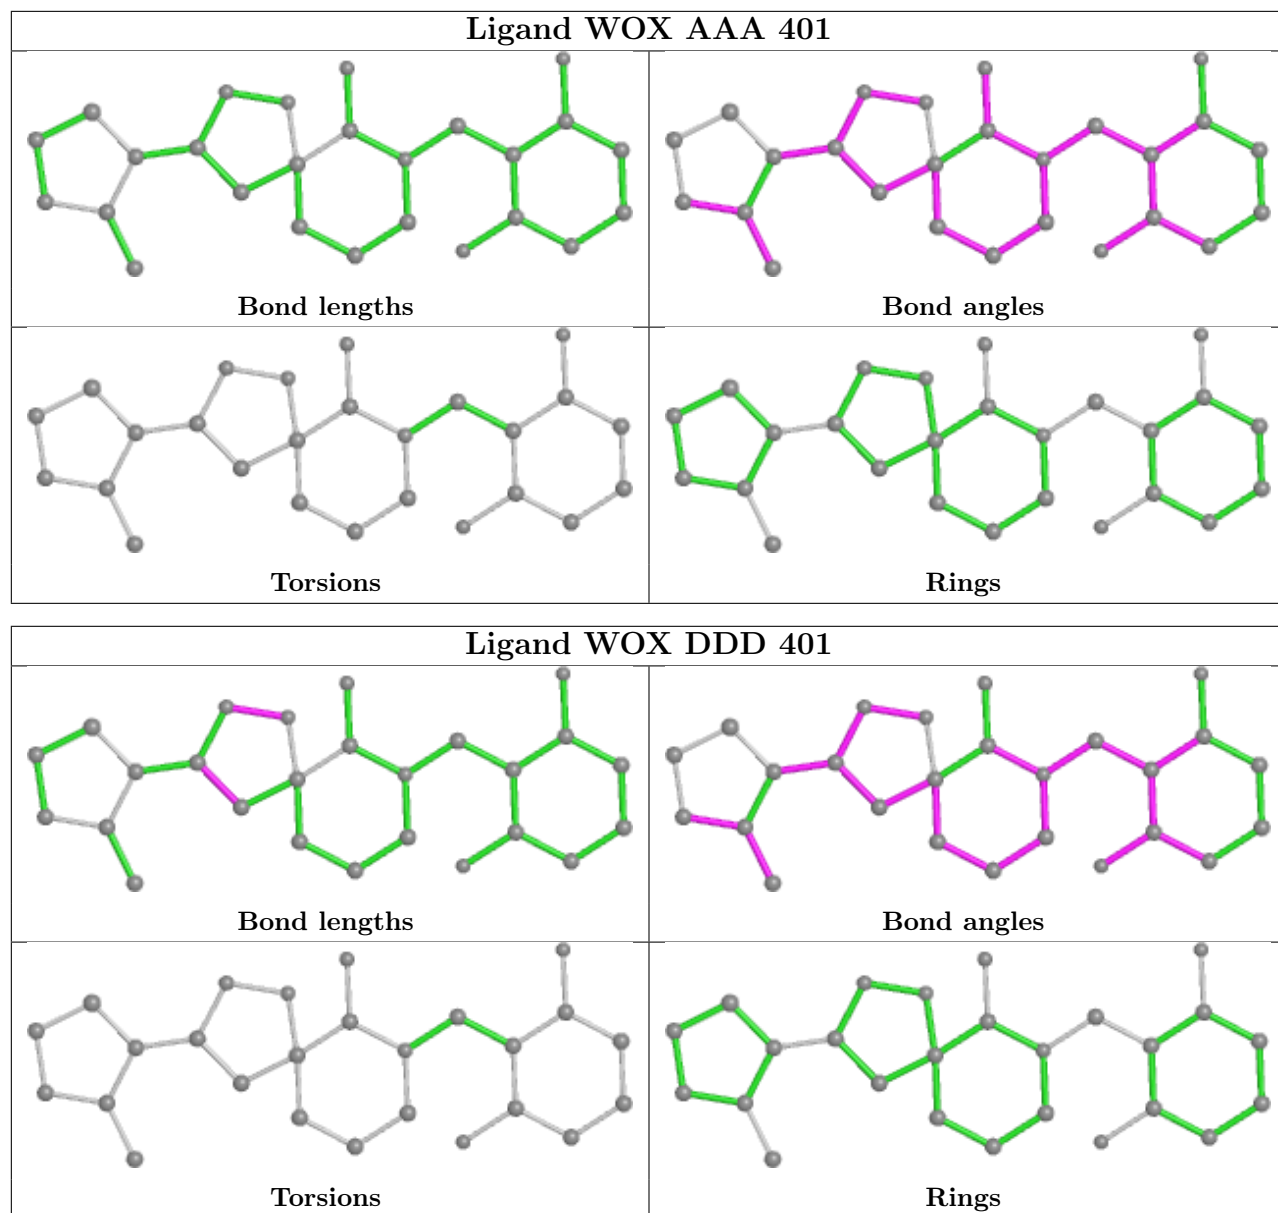 Ligand WOX AAA 401
Bond lengths
Bond angles
Torsions
Rings
Ligand WOX DDD 401
Bond lengths
Bond angles
Torsions
Rings